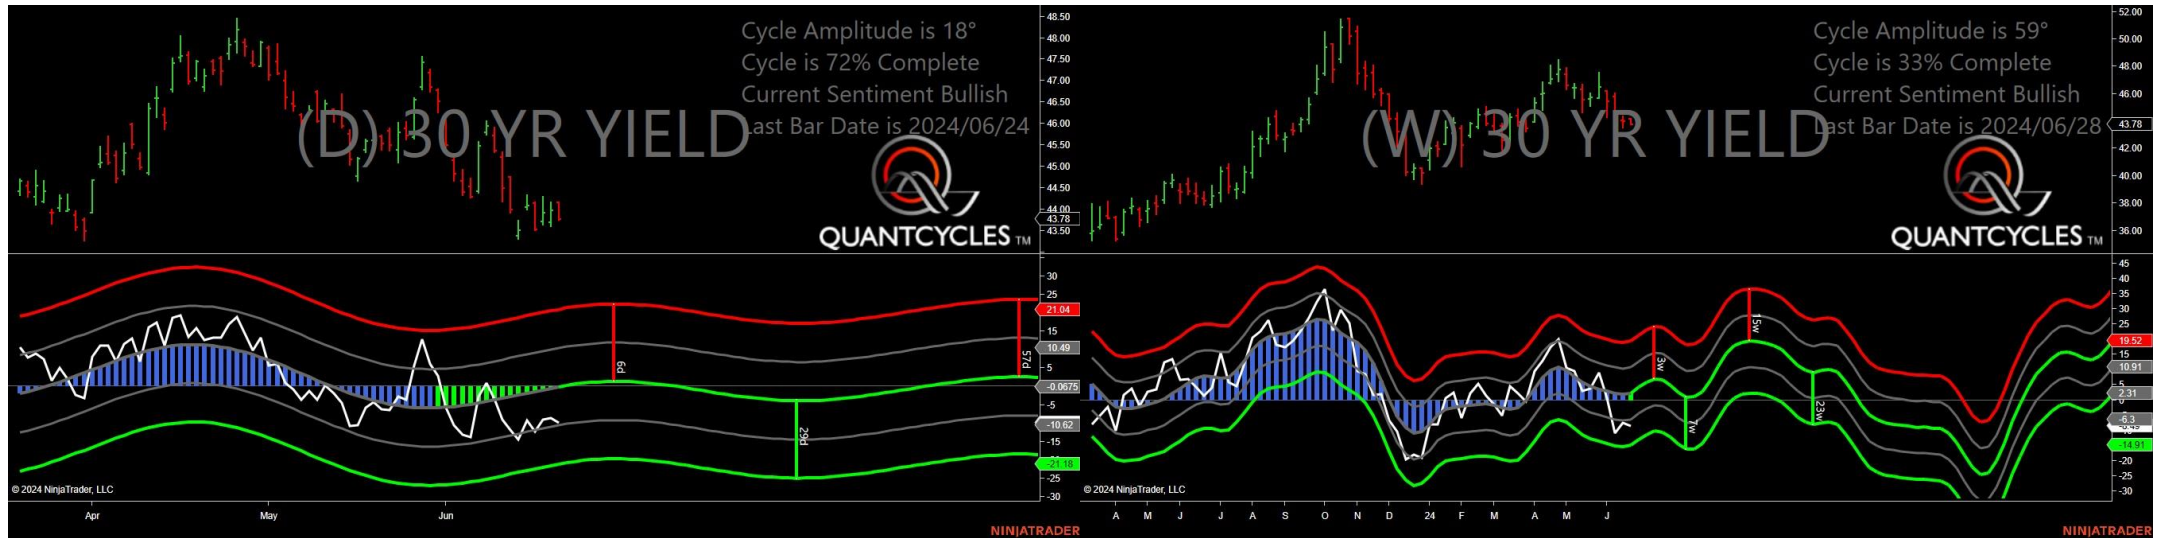 Cycle Amplitude is 18°
Cycle is 72% Complete
Current Sentiment Bullish
Last Bar Date is 2024/06/24
(D) 30 YR YIELD
QUANTCYCLES TM
48.50
48.00
47.50
47.00
46.50
46.00
45.50
45.00
44.50
44.00
43.78
43.50
30
25
21.04
15
10.49
5
-0.0675
-5
-10.62
-15
-21.18
-25
-30
6d
29d
57d
© 2024 NinjaTrader, LLC
Apr
May
Jun
NINJATRADER
Cycle Amplitude is 59°
Cycle is 33% Complete
Current Sentiment Bullish
Last Bar Date is 2024/06/28
(W) 30 YR YIELD
QUANTCYCLES TM
52.00
50.00
48.00
46.00
43.78
42.00
40.00
38.00
36.00
45
40
35
30
25
19.52
15
10.91
5
2.31
-6.3
-14.91
-20
-25
-30
3w
7w
15w
23w
© 2024 NinjaTrader, LLC
A M J J A S O N D 24 F M A M J
NINJATRADER